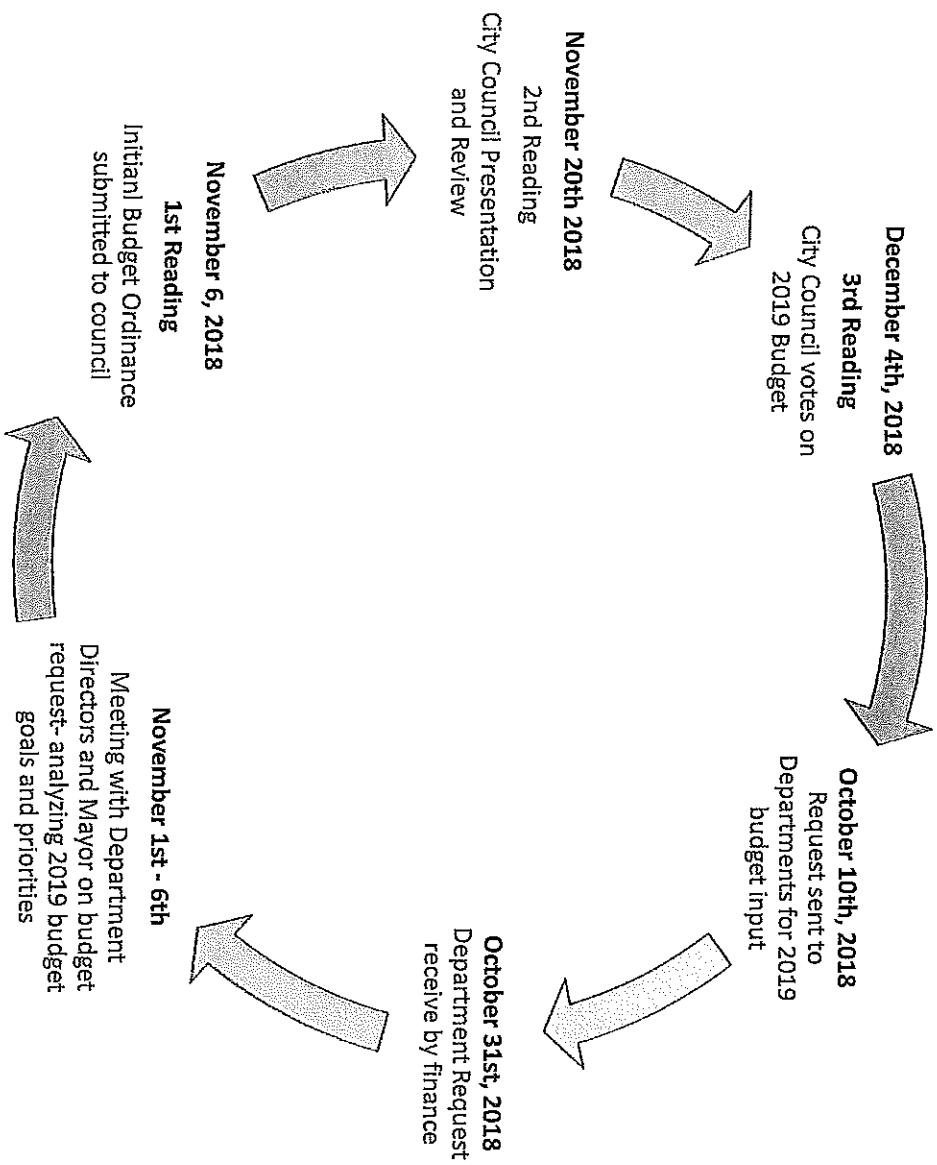 December 4th, 2018
3rd Reading
City Council votes on
2019 Budget
October 10th, 2018
Request sent to
Departments for 2019
budget input
October 31st, 2018
Department Request
receive by finance
November 1st - 6th
Meeting with Department
Directors and Mayor on budget
request- analyzing 2019 budget
goals and priorities
November 6, 2018
1st Reading
Initianl Budget Ordinance
submitted to council
November 20th 2018
2nd Reading
City Council Presentation
and Review